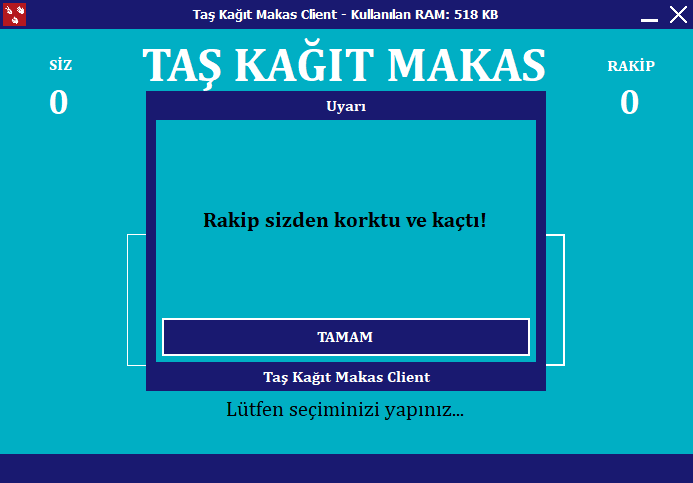 Taş Kağıt Makas Client - Kullanılan RAM: 518 KB
TAŞ KAĞIT MAKAS
SİZ
0
RAKİP
0
Uyarı
Rakip sizden korktu ve kaçtı!
TAMAM
Taş Kağıt Makas Client
Lütfen seçiminizi yapınız...